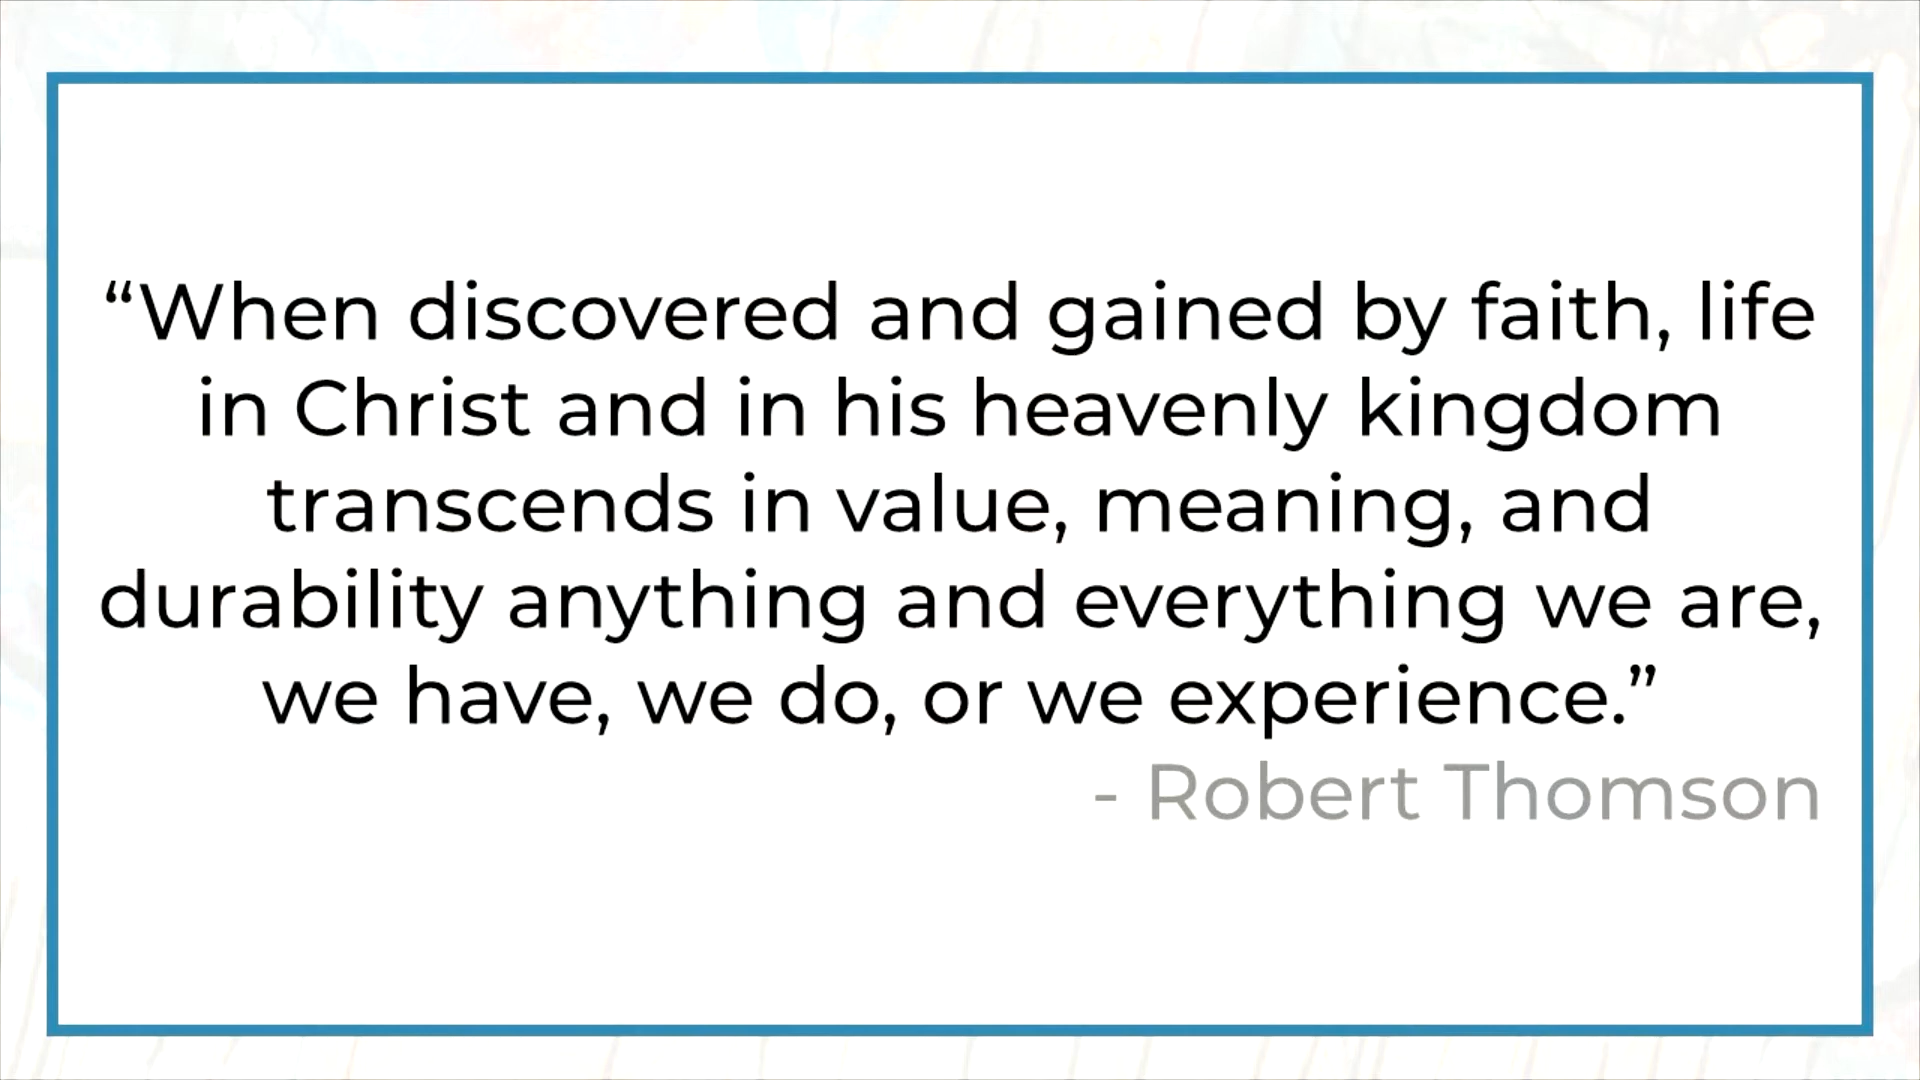 “When discovered and gained by faith, life
in Christ and in his heavenly kingdom
transcends in value, meaning, and
durability anything and everything we are,
we have, we do, or we experience.”
- Robert Thomson